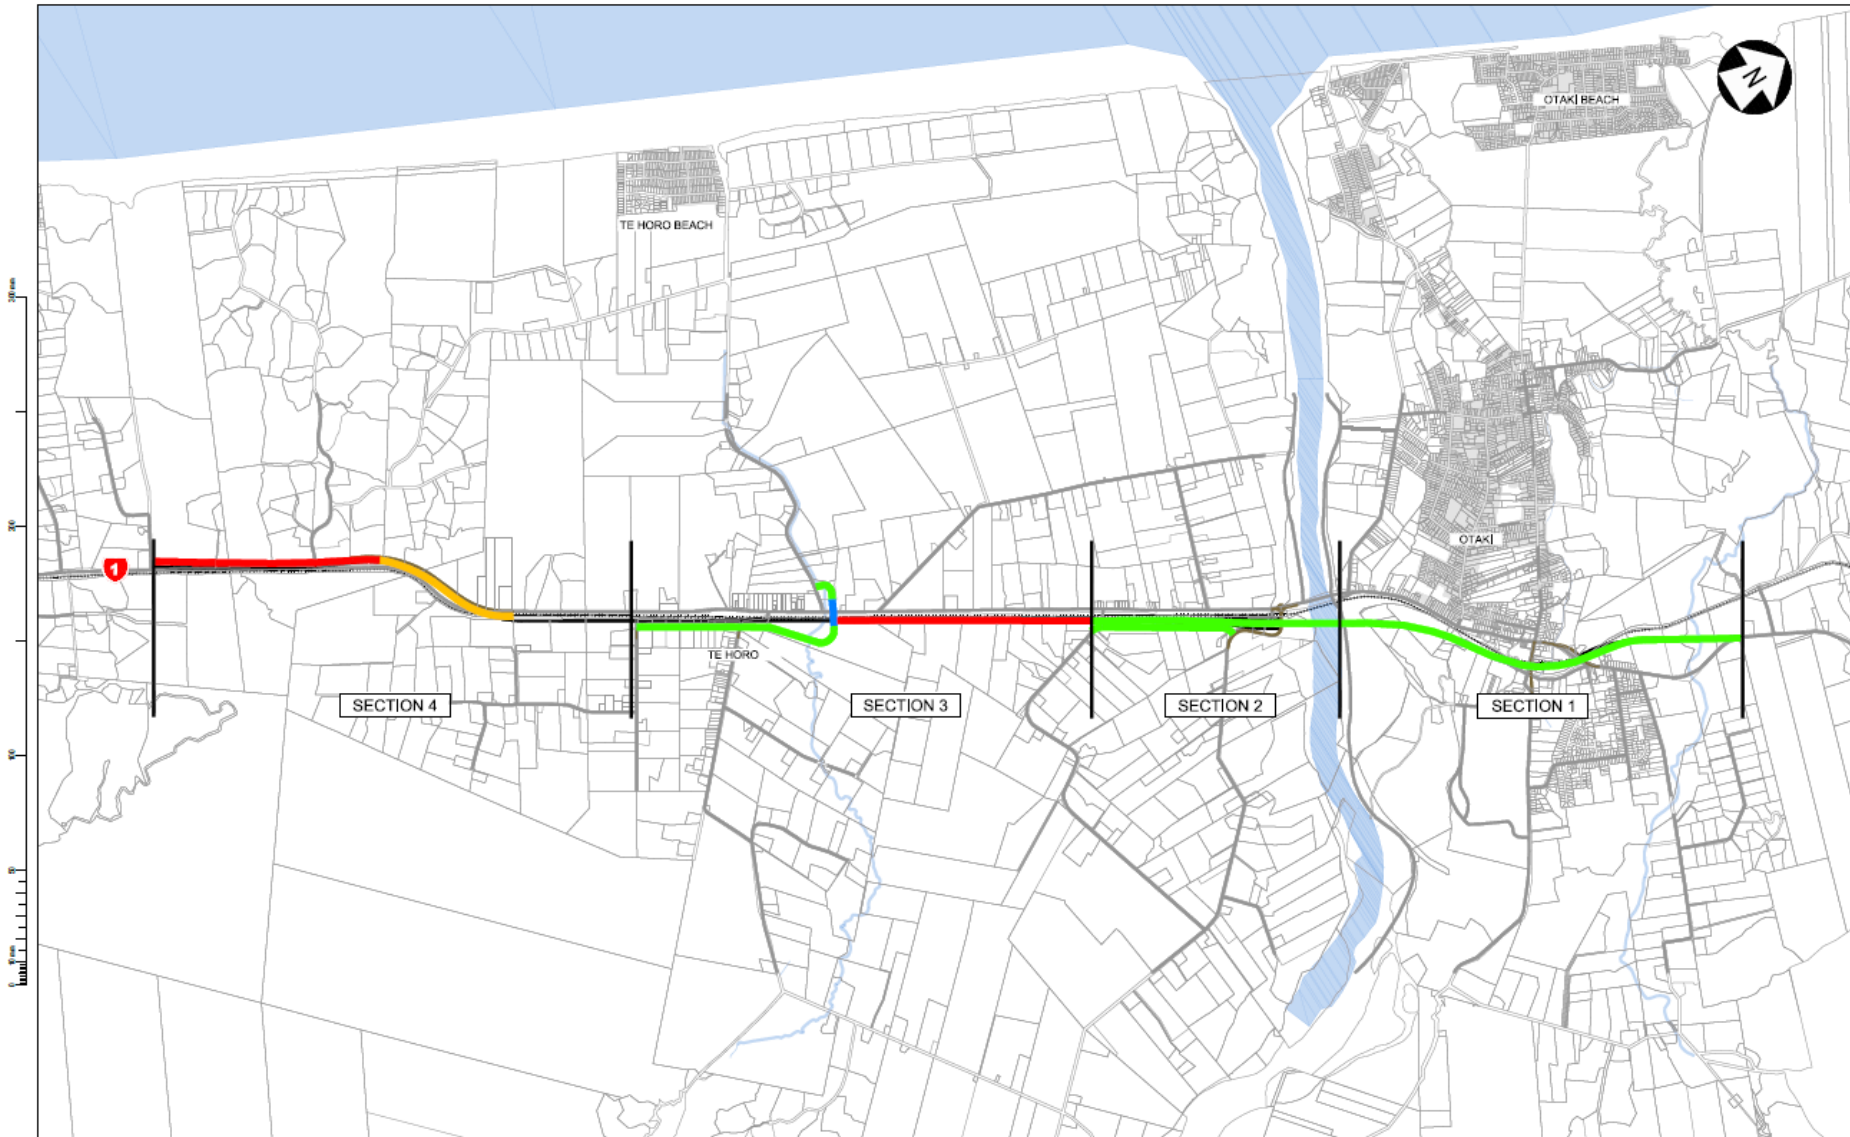 N
OTAKI BEACH
TE HORO BEACH
OTAKI
1
TE HORO
SECTION 4
SECTION 3
SECTION 2
SECTION 1